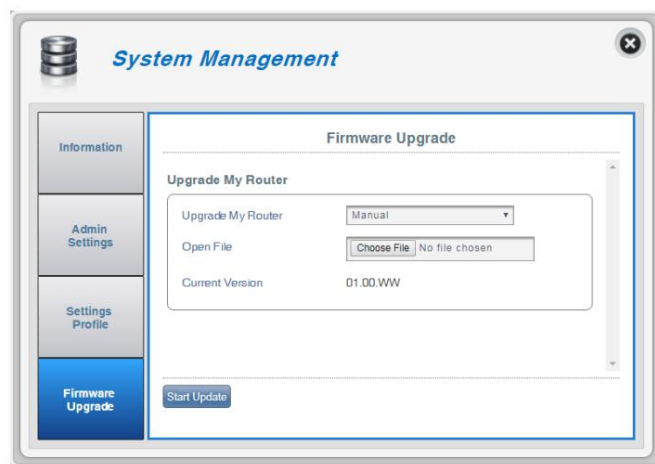 System Management
Information
Admin
Settings
Settings
Profile
Firmware
Upgrade
Firmware Upgrade
Upgrade My Router
Upgrade My Router Manual
Open File Choose File No file chosen
Current Version 01.00.WW
Start Update